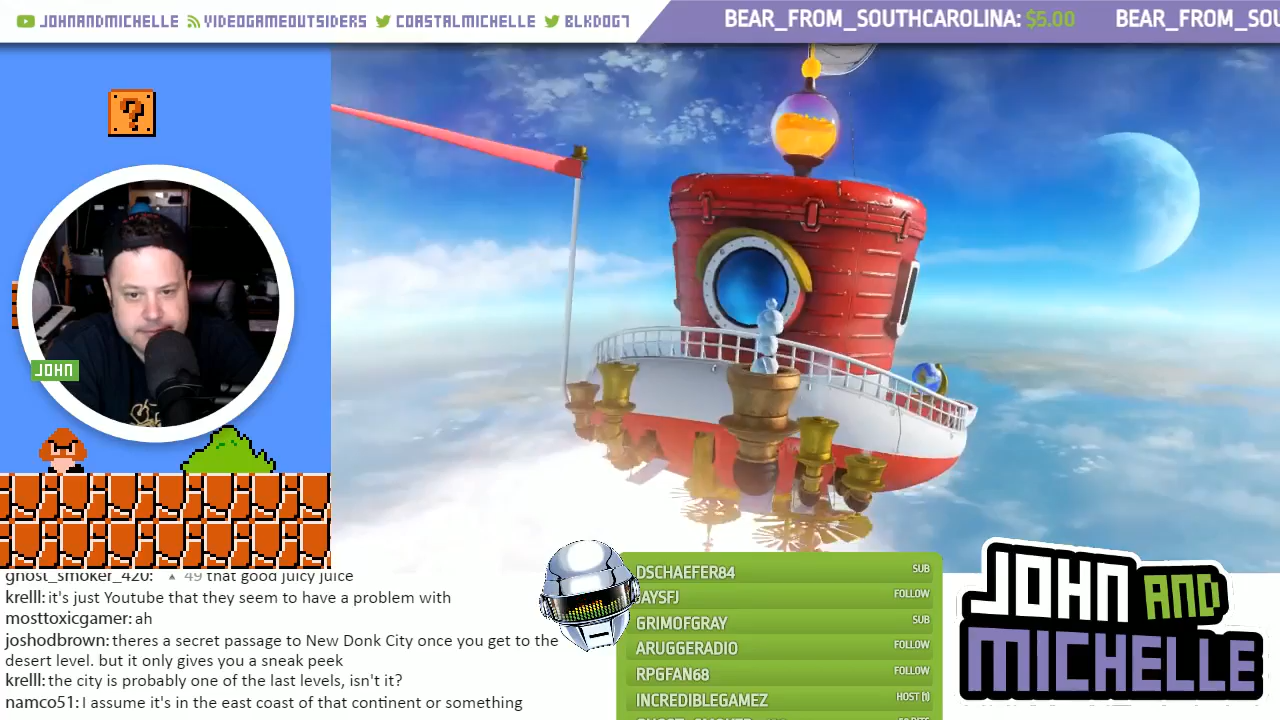 JOHNANDMICHELLE VIDEOGAMEOUTSIDERS COASTALMICHELLE BLKDOG7
BEAR_FROM_SOUTHCAROLINA: $5.00 BEAR_FROM_SOU
?
JOHN
ghost_smoker_420: 49 that good juicy juice
krelll: it's just Youtube that they seem to have a problem with
mosttoxicgamer: ah
joshodbrown: theres a secret passage to New Donk City once you get to the
desert level. but it only gives you a sneak peek
krelll: the city is probably one of the last levels, isn't it?
namco51: I assume it's in the east coast of that continent or something
DSCHAEFER84 SUB
JAYSFJ FOLLOW
GRIMOFGRAY SUB
ARUGGERADIO FOLLOW
RPGFAN68 FOLLOW
INCREDIBLEGAMEZ HOST (1)
JOHN AND
MICHELLE